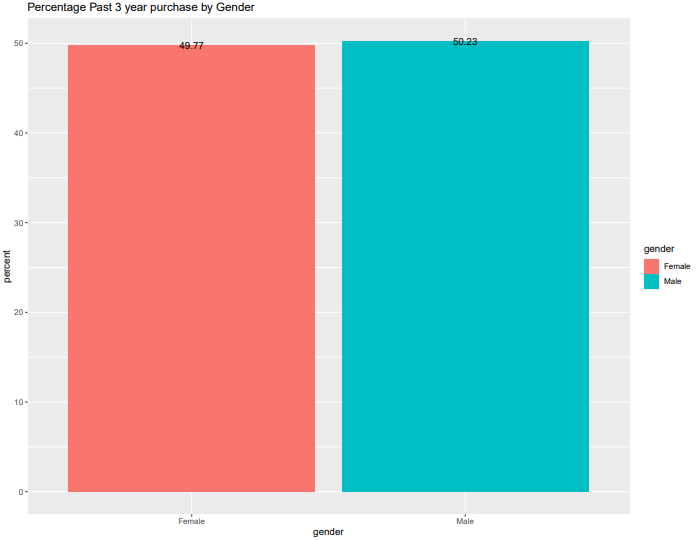 Percentage Past 3 year purchase by Gender
percent
50
40
30
20
10
0
49.77
50.23
Female
Male
gender
gender
Female
Male